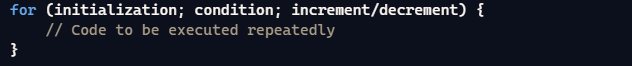 for (initialization; condition; increment/decrement) {
    // Code to be executed repeatedly
}